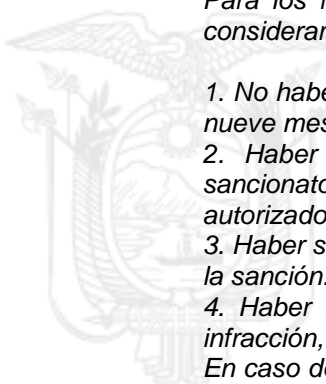 Para los
considerar
1. No habe
nueve mes
2. Haber
sancionato
autorizado
3. Haber s
la sanción.
4. Haber
infracción,
En caso de